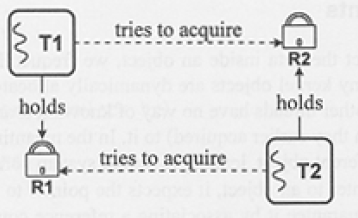 T1
tries to acquire
R2
holds
holds
tries to acquire
R1
T2